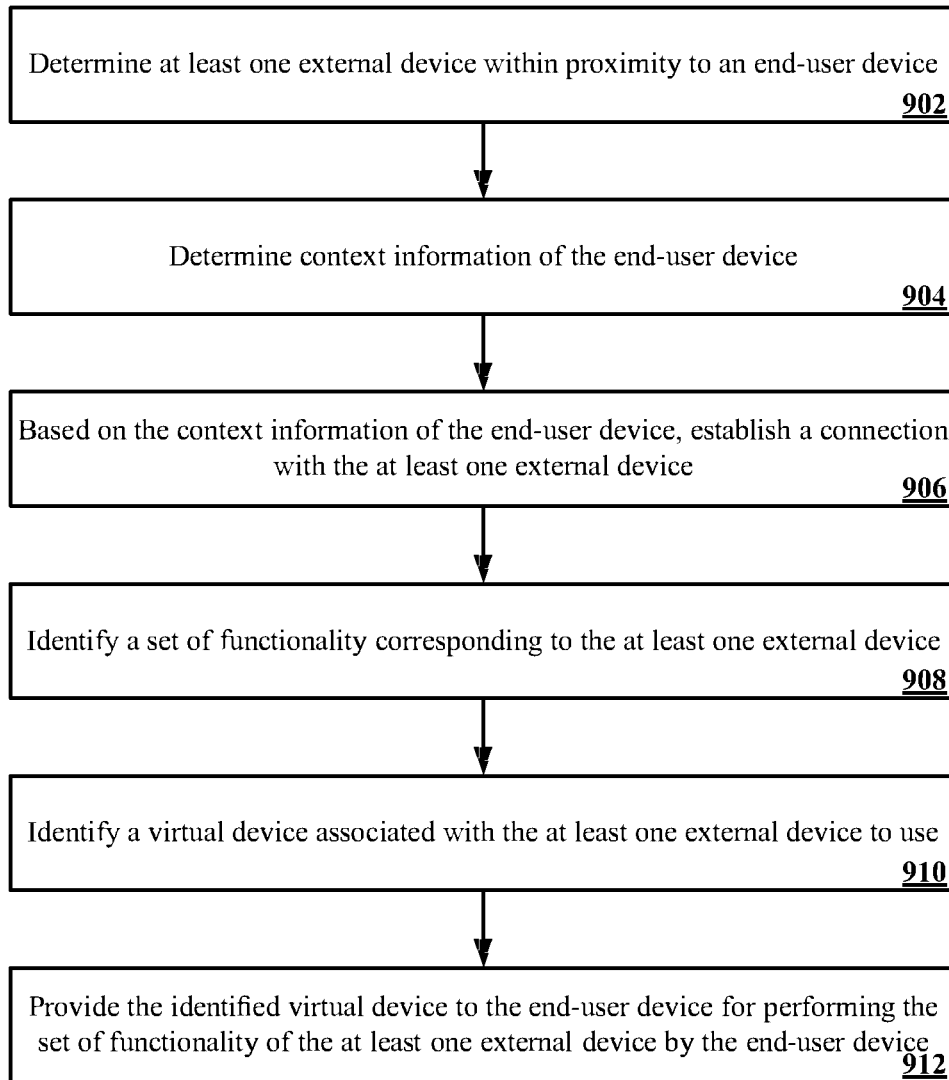 Determine at least one external device within proximity to an end-user device
902
Determine context information of the end-user device
904
Based on the context information of the end-user device, establish a connection
with the at least one external device
906
Identify a set of functionality corresponding to the at least one external device
908
Identify a virtual device associated with the at least one external device to use
910
Provide the identified virtual device to the end-user device for performing the
set of functionality of the at least one external device by the end-user device
912